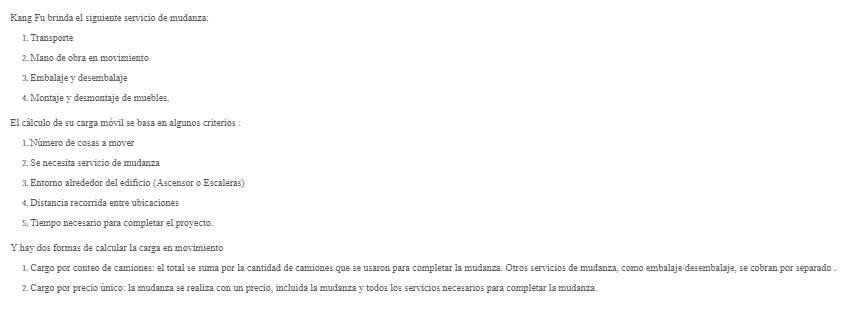 Kang Fu brinda el siguiente servicio de mudanza:
1. Transporte
2. Mano de obra en movimiento
3. Embalaje y desembalaje
4. Montaje y desmontaje de muebles.
El cálculo de su carga móvil se basa en algunos criterios :
1. Número de cosas a mover
2. Se necesita servicio de mudanza
3. Entorno alrededor del edificio (Ascensor o Escaleras)
4. Distancia recorrida entre ubicaciones
5. Tiempo necesario para completar el proyecto.
Y hay dos formas de calcular la carga en movimiento
1. Cargo por conteo de camiones: el total se suma por la cantidad de camiones que se usaron para completar la mudanza. Otros servicios de mudanza, como embalaje/desembalaje, se cobran por separado .
2. Cargo por precio único: la mudanza se realiza con un precio, incluida la mudanza y todos los servicios necesarios para completar la mudanza.